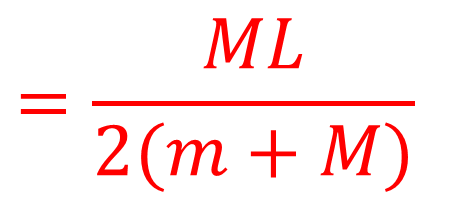 = ML / 2(m + M)